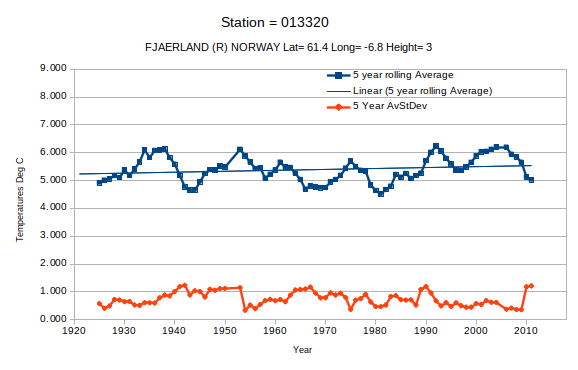 Station = 013320
FJAERLAND (R) NORWAY Lat= 61.4 Long= -6.8 Height= 3
9.000
8.000
7.000
6.000
5.000
4.000
3.000
2.000
1.000
0.000
Temperatures Deg C
5 year rolling Average
Linear (5 year rolling Average)
5 Year AvStDev
1920 1930 1940 1950 1960 1970 1980 1990 2000 2010
Year